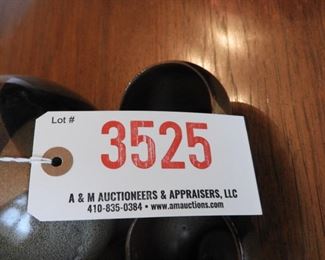 Lot #
3525
A & M AUCTIONEERS & APPRAISERS, LLC
410-835-0384 • www.amauctions.com